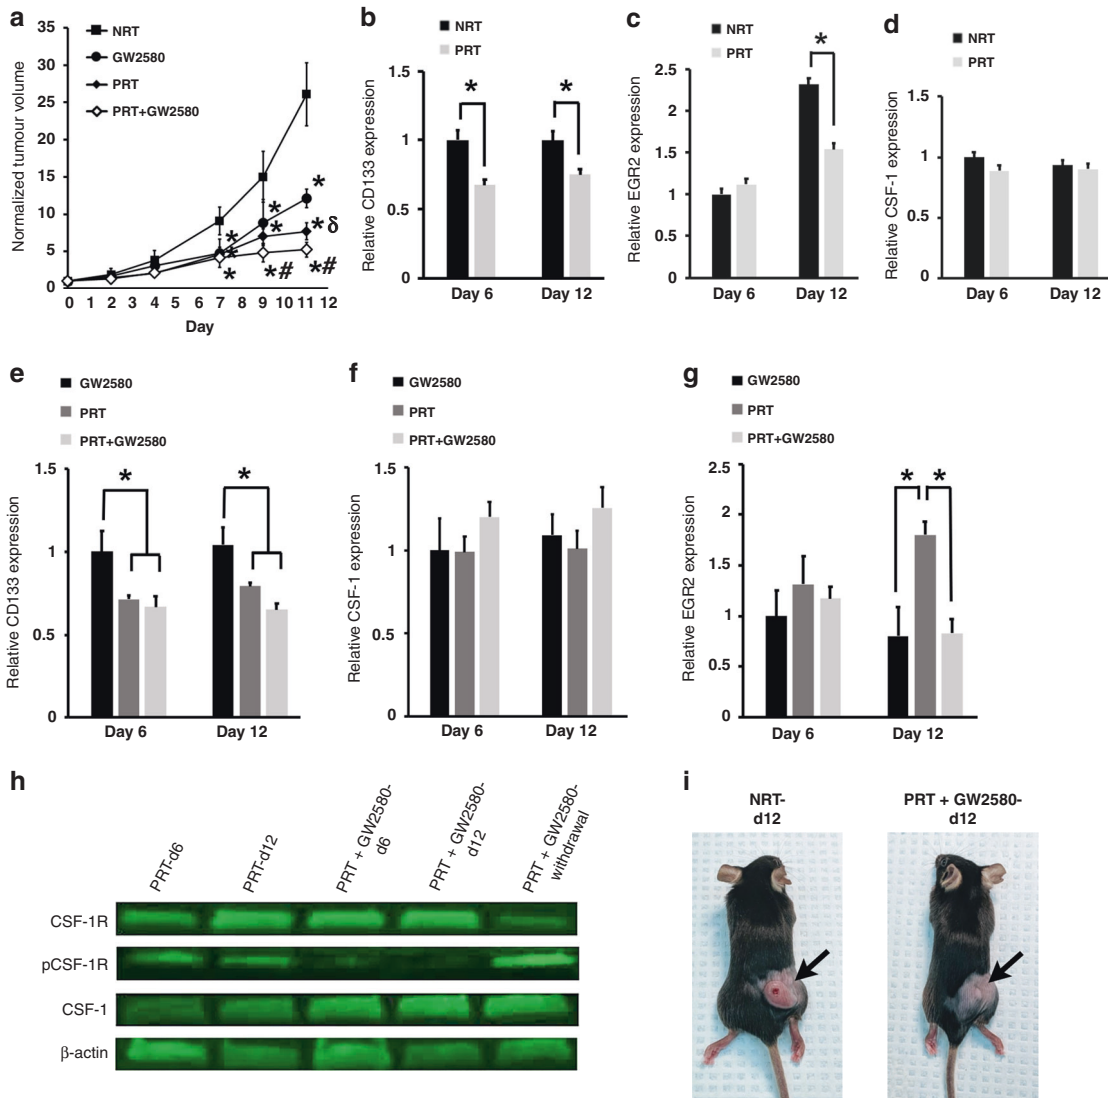 a
NRT
GW2580
PRT
PRT+GW2580
Normalized tumour volume
35
30
25
20
15
10
5
0
* * * * * * * δ *# *#
0 1 2 3 4 5 6 7 8 9 10 11 12
Day
b
NRT
PRT
Relative CD133 expression
1.5
1
0.5
0
* *
Day 6 Day 12
c
NRT
PRT
Relative EGR2 expression
2.5
2.0
1.5
1.0
0.5
0
*
Day 6 Day 12
d
NRT
PRT
Relative CSF-1 expression
1.5
1
0.5
0
Day 6 Day 12
e
GW2580
PRT
PRT+GW2580
Relative CD133 expression
1.5
1
0.5
0
* *
Day 6 Day 12
f
GW2580
PRT
PRT+GW2580
Relative CSF-1 expression
1.5
1
0.5
0
Day 6 Day 12
g
GW2580
PRT
PRT+GW2580
Relative EGR2 expression
2.5
2
1.5
1
0.5
0
* *
Day 6 Day 12
h
PRT-d6
PRT-d12
PRT + GW2580-
d6
PRT + GW2580-
d12
PRT + GW2580-
withdrawal
CSF-1R
pCSF-1R
CSF-1
β-actin
i
NRT-
d12
PRT + GW2580-
d12